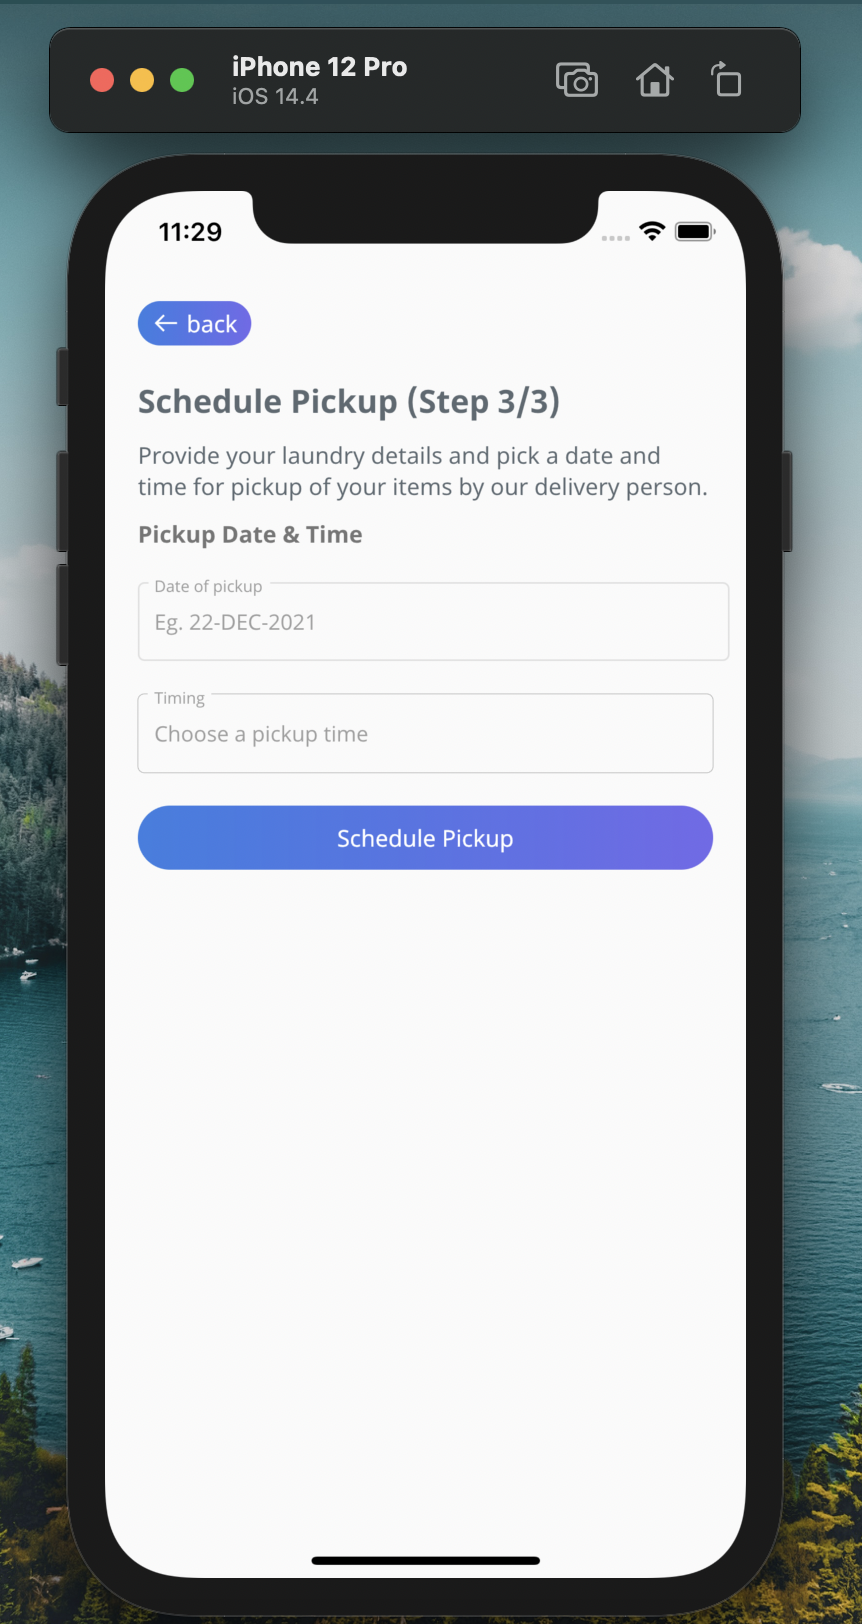 iPhone 12 Pro
iOS 14.4
11:29
← back
Schedule Pickup (Step 3/3)
Provide your laundry details and pick a date and
time for pickup of your items by our delivery person.
Pickup Date & Time
Date of pickup
Eg. 22-DEC-2021
Timing
Choose a pickup time
Schedule Pickup